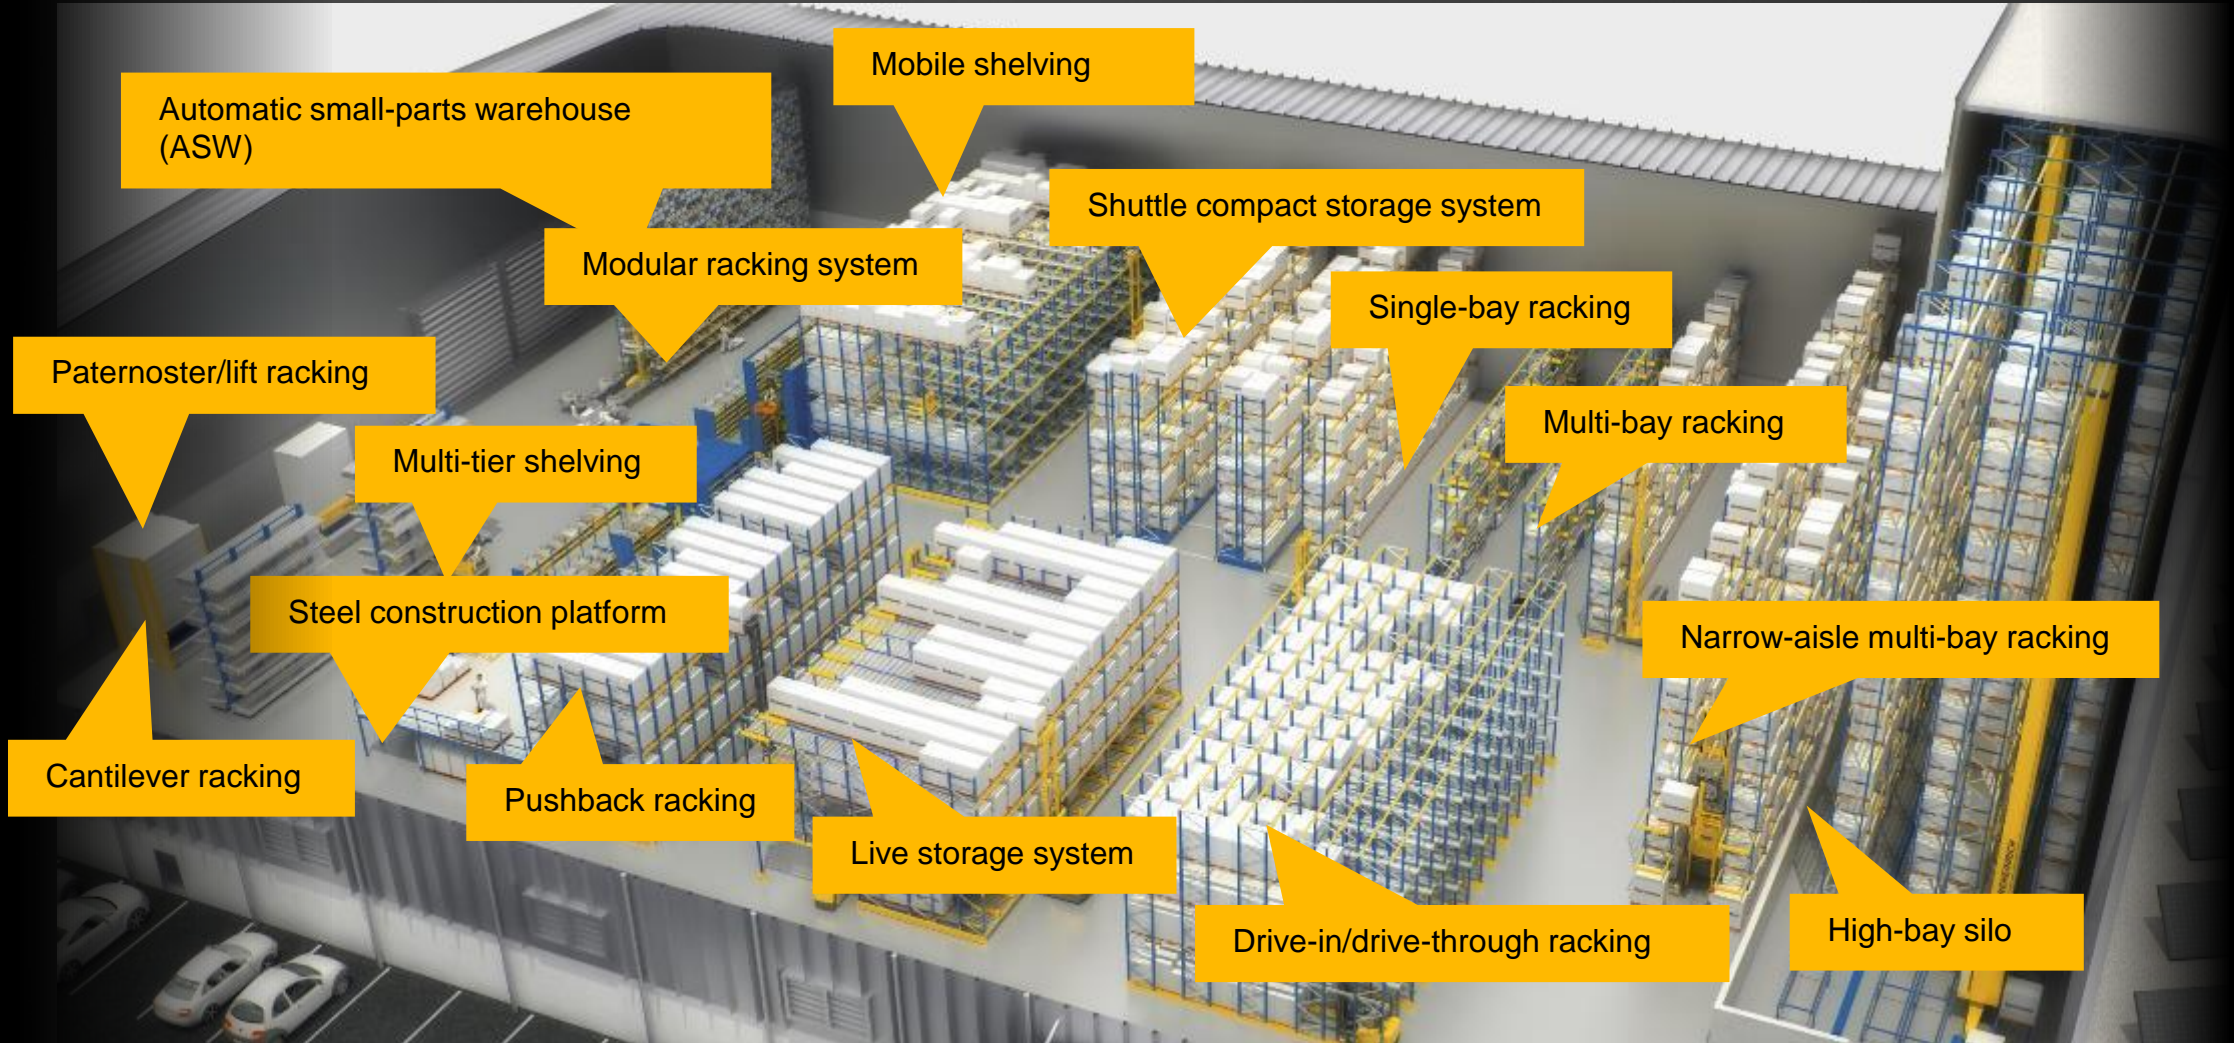 Mobile shelving
Automatic small-parts warehouse
(ASW)
Shuttle compact storage system
Modular racking system
Single-bay racking
Paternoster/lift racking
Multi-bay racking
Multi-tier shelving
Steel construction platform
Narrow-aisle multi-bay racking
Cantilever racking
Pushback racking
Live storage system
Drive-in/drive-through racking
High-bay silo